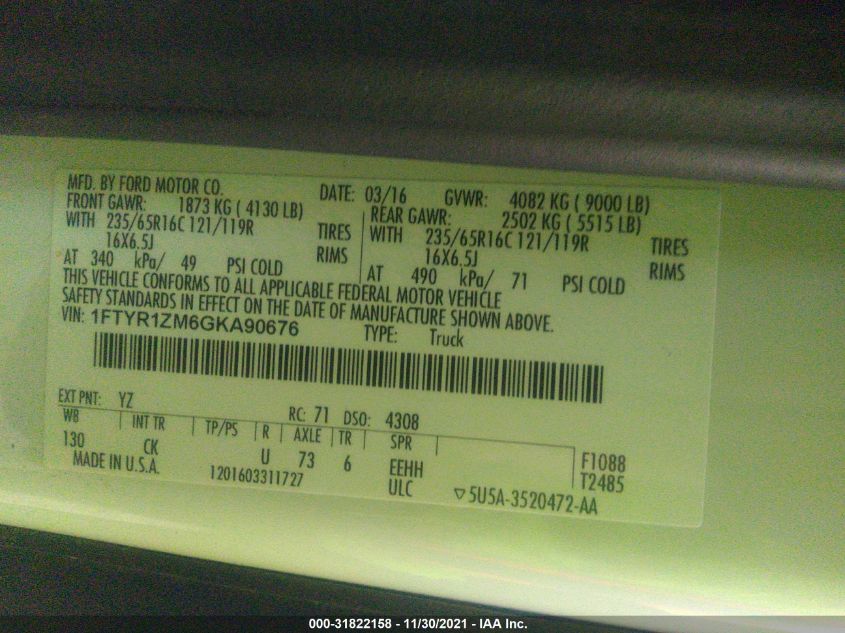 MFD. BY FORD MOTOR CO. DATE: 03/16 GVWR: 4082 KG ( 9000 LB)
FRONT GAWR: 1873 KG ( 4130 LB) REAR GAWR: 2502 KG ( 5515 LB)
WITH 235/65R16C 121/119R TIRES WITH 235/65R16C 121/119R TIRES
16X6.5J RIMS 16X6.5J RIMS
AT 340 kPa/ 49 PSI COLD AT 490 kPa/ 71 PSI COLD
THIS VEHICLE CONFORMS TO ALL APPLICABLE FEDERAL MOTOR VEHICLE
SAFETY STANDARDS IN EFFECT ON THE DATE OF MANUFACTURE SHOWN ABOVE.
VIN: 1FTYR1ZM6GKA90676 TYPE: Truck
EXT PNT: YZ RC: 71 DSO: 4308
WB INT TR TP/PS R AXLE TR SPR F1088
130 CK U 73 6 EEHH T2485
MADE IN U.S.A. 1201603311727 ULC ▽5U5A-3520472-AA
000-31822158 - 11/30/2021 - IAA Inc.